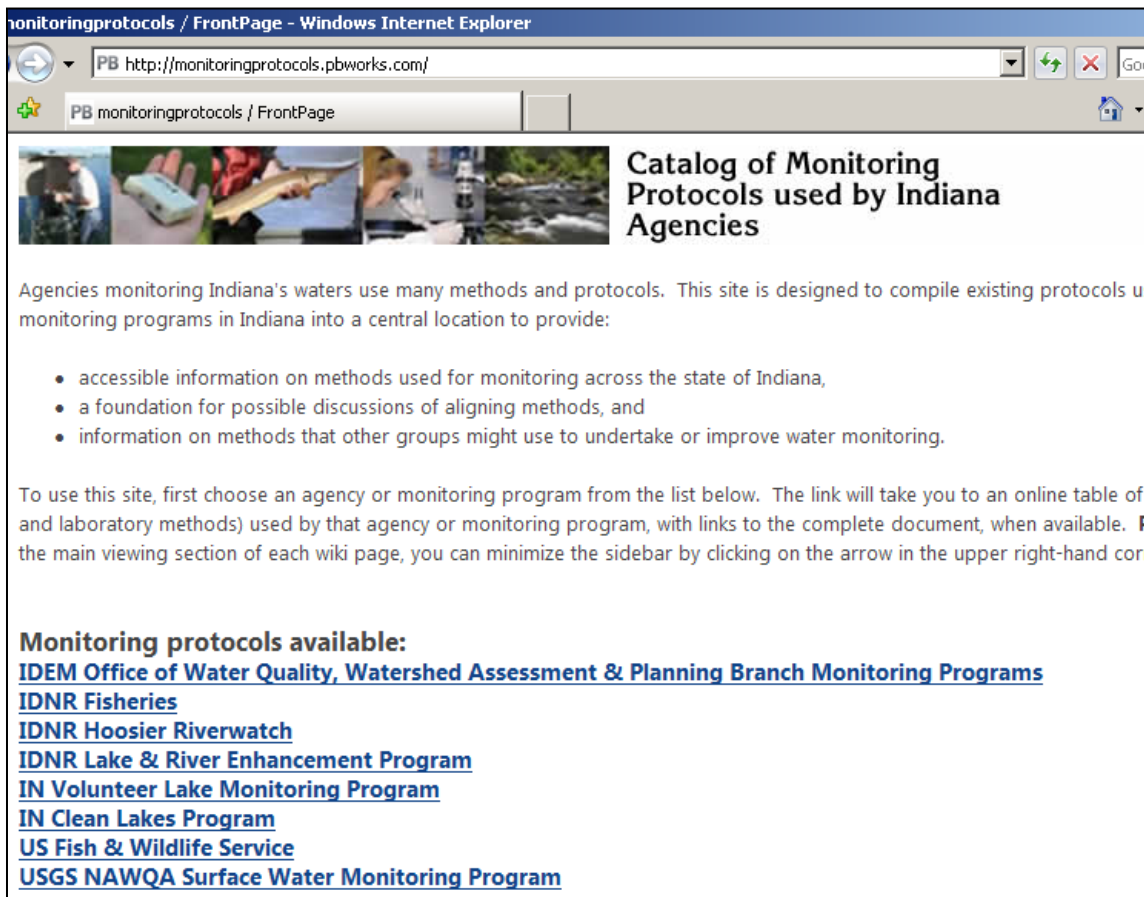 onitoringprotocols / FrontPage - Windows Internet Explorer
PB http://monitoringprotocols.pbworks.com/
PB monitoringprotocols / FrontPage
Catalog of Monitoring
Protocols used by Indiana
Agencies
Agencies monitoring Indiana's waters use many methods and protocols. This site is designed to compile existing protocols u
monitoring programs in Indiana into a central location to provide:
• accessible information on methods used for monitoring across the state of Indiana,
• a foundation for possible discussions of aligning methods, and
• information on methods that other groups might use to undertake or improve water monitoring.
To use this site, first choose an agency or monitoring program from the list below. The link will take you to an online table of
and laboratory methods) used by that agency or monitoring program, with links to the complete document, when available.
the main viewing section of each wiki page, you can minimize the sidebar by clicking on the arrow in the upper right-hand cor
Monitoring protocols available:
IDEM Office of Water Quality, Watershed Assessment & Planning Branch Monitoring Programs
IDNR Fisheries
IDNR Hoosier Riverwatch
IDNR Lake & River Enhancement Program
IN Volunteer Lake Monitoring Program
IN Clean Lakes Program
US Fish & Wildlife Service
USGS NAWQA Surface Water Monitoring Program